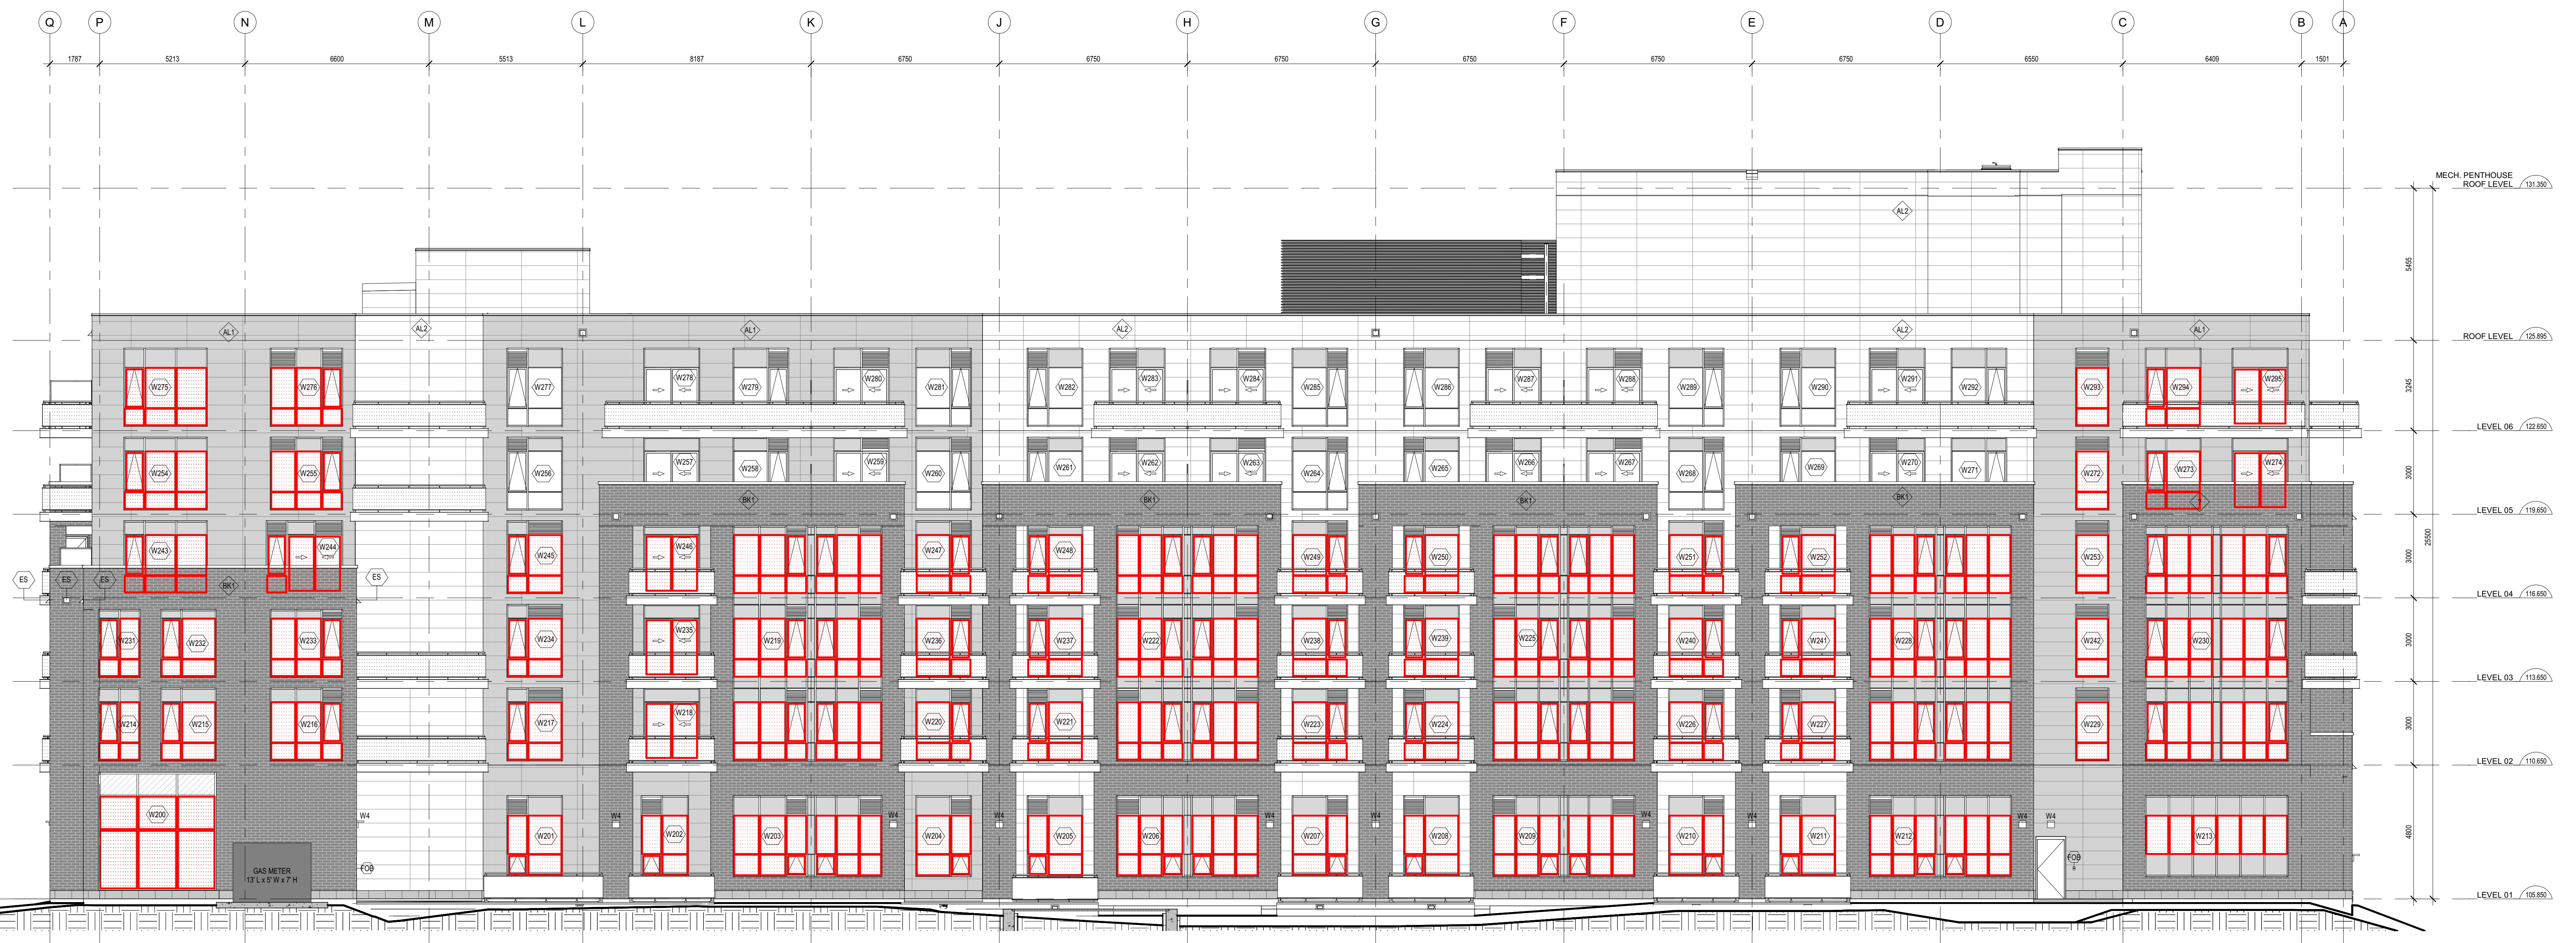 Q P N M L K J H G F E D C B A
1787 5213 6600 5513 8187 6750 6750 6750 6750 6750 6750 6550 6409 1501
MECH. PENTHOUSE
ROOF LEVEL 131.350
AL2
5455
AL1 AL2 AL1 AL2 AL2 AL1
ROOF LEVEL 125.895
W275 W276 W277 W278 W279 W280 W281 W282 W283 W284 W285 W286 W287 W288 W289 W290 W291 W292 W293 W294 W295
3245
LEVEL 06 122.650
W254 W255 W256 W257 W258 W259 W260 W261 W262 W263 W264 W265 W266 W267 W268 W269 W270 W271 W272 W273 W274
3000
BK1 BK1 BK1 BK1 ?
LEVEL 05 119.650
25500
W243 W244 W245 W246 W247 W248 W249 W250 W251 W252 W253
3000
ES ES ES BK1 ES
LEVEL 04 116.650
W231 W232 W233 W234 W235 W219 W236 W237 W222 W238 W239 W225 W240 W241 W228 W242 W230
3000
LEVEL 03 113.650
W214 W215 W216 W217 W218 W220 W221 W223 W224 W226 W227 W229
3000
LEVEL 02 110.650
W200 W4 W4 W4 W4 W4 W4 W4 W4 W4
W201 W202 W203 W204 W205 W206 W207 W208 W209 W210 W211 W212 W213
4800
FOB FOB
GAS METER
13' L x 5' W x 7' H
LEVEL 01 105.850